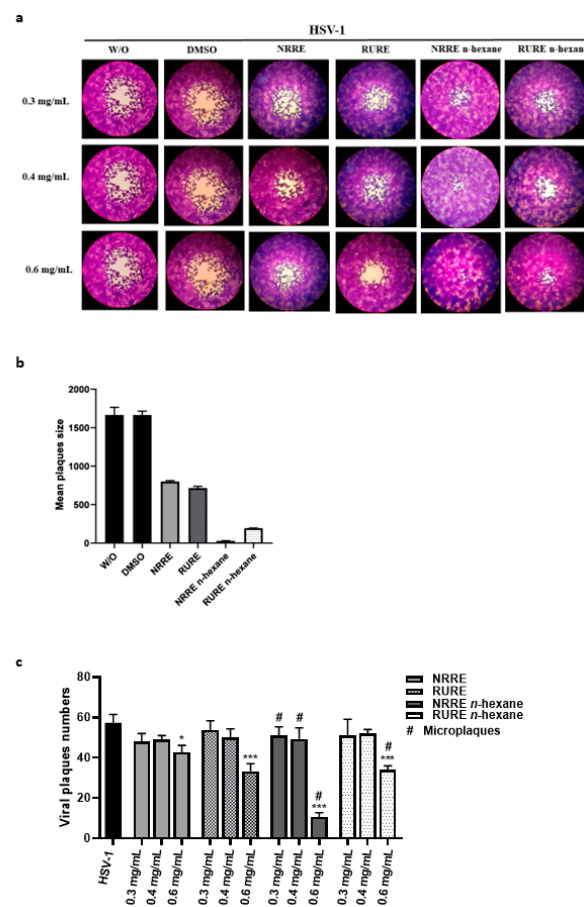 a
HSV-1
W/O DMSO NRRE RURE NRRE n-hexane RURE n-hexane
0.3 mg/mL
0.4 mg/mL
0.6 mg/mL
b
Mean plaques size
2000
1500
1000
500
0
W/O DMSO NRRE RURE NRRE n-hexane RURE n-hexane
c
Viral plaques numbers
80
60
40
20
0
* *** # # # *** # ***
NRRE
RURE
NRRE n-hexane
RURE n-hexane
# Microplaques
HSV-1 0.3 mg/mL 0.4 mg/mL 0.6 mg/mL 0.3 mg/mL 0.4 mg/mL 0.6 mg/mL 0.3 mg/mL 0.4 mg/mL 0.6 mg/mL 0.3 mg/mL 0.4 mg/mL 0.6 mg/mL